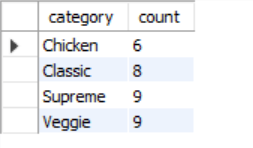 category count
Chicken 6
Classic 8
Supreme 9
Veggie 9